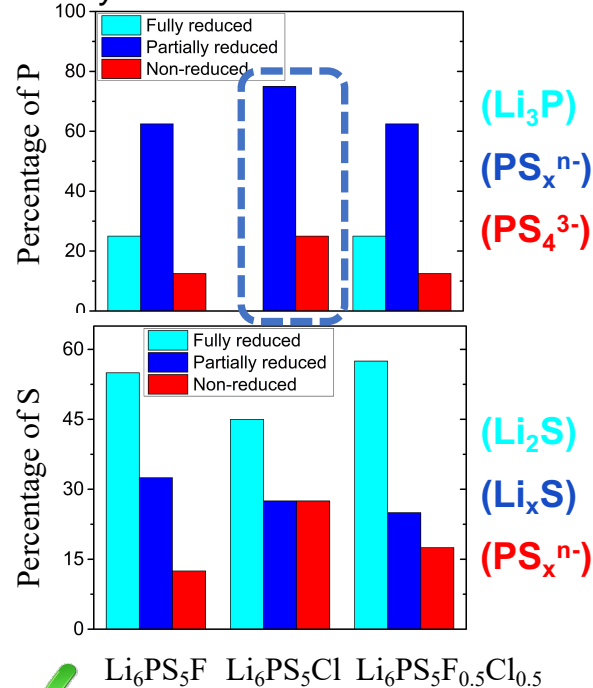 100
Fully reduced
Partially reduced
Non-reduced
80
60
40
20
0
Percentage of P
(Li₃P)
(PSₓⁿ⁻)
(PS₄³⁻)
Fully reduced
Partially reduced
Non-reduced
60
45
30
15
0
Percentage of S
(Li₂S)
(LiₓS)
(PSₓⁿ⁻)
Li₆PS₅F Li₆PS₅Cl Li₆PS₅F₀.₅Cl₀.₅